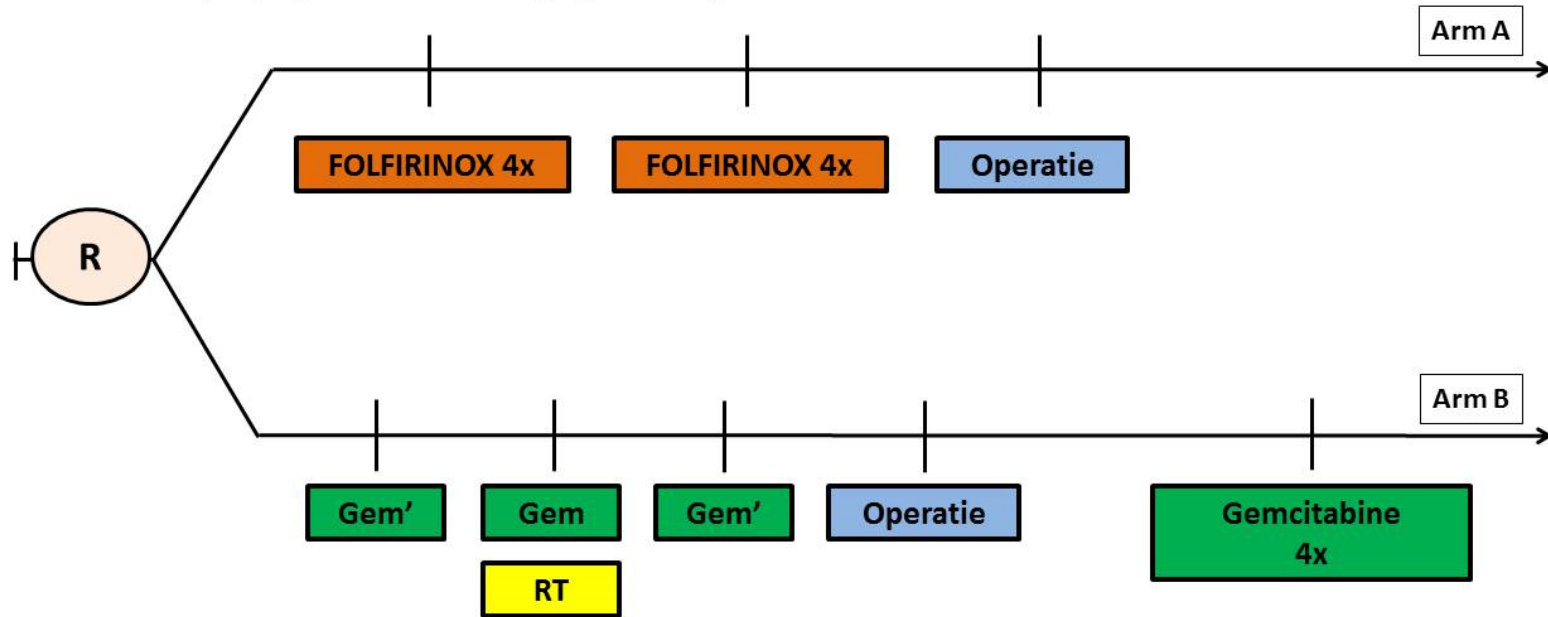 Arm A
FOLFIRINOX 4x
FOLFIRINOX 4x
Operatie
R
Arm B
Gem’
Gem
Gem’
Operatie
Gemcitabine
4x
RT